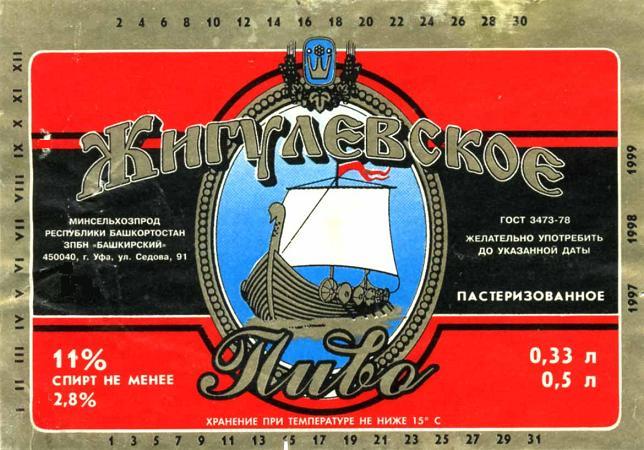 2 4 6 8 10 12 14 16 18 20 22 24 26 28 30
I II III IV V VI VII VIII IX X XI XII
ЖИГУЛЕВСКОЕ
МИНСЕЛЬХОЗПРОД
РЕСПУБЛИКИ БАШКОРТОСТАН
ЗПБН «БАШКИРСКИЙ»
450040, г. Уфа, ул. Седова, 91
ГОСТ 3473-78
ЖЕЛАТЕЛЬНО УПОТРЕБИТЬ
ДО УКАЗАННОЙ ДАТЫ
ПАСТЕРИЗОВАННОЕ
1997 1998 1999
11%
СПИРТ НЕ МЕНЕЕ
2,8%
Пиво
0,33 л
0,5 л
ХРАНЕНИЕ ПРИ ТЕМПЕРАТУРЕ НЕ НИЖЕ 15° С
1 3 5 7 9 11 13 15 17 19 21 23 25 27 29 31